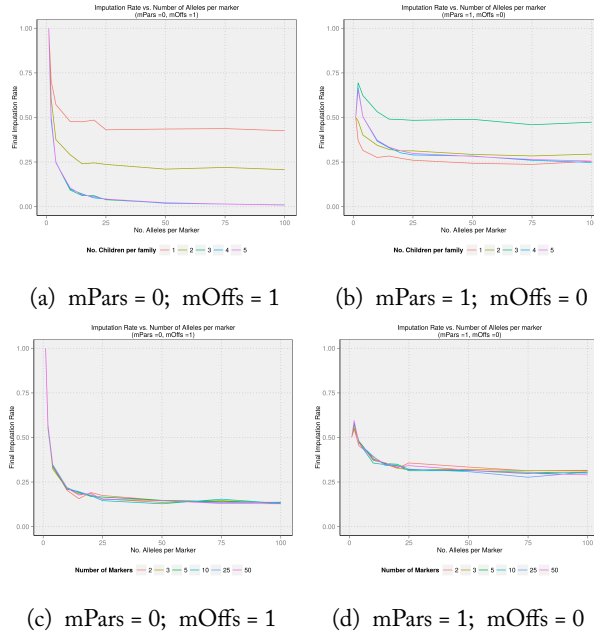 Imputation Rate vs. Number of Alleles per marker
(mPars =0, mOffs =1)
1.00
0.75
0.50
0.25
0.00
Final Imputation Rate
0
25
50
75
100
No. Alleles per Marker
No. Children per family 1 2 3 4 5
(a) mPars = 0; mOffs = 1
Imputation Rate vs. Number of Alleles per marker
(mPars =1, mOffs =0)
1.00
0.75
0.50
0.25
0.00
Final Imputation Rate
0
25
50
75
100
No. Alleles per Marker
No. Children per family 1 2 3 4 5
(b) mPars = 1; mOffs = 0
Imputation Rate vs. Number of Alleles per marker
(mPars =0, mOffs =1)
1.00
0.75
0.50
0.25
0.00
Final Imputation Rate
0
25
50
75
100
No. Alleles per Marker
Number of Markers 2 3 5 10 25 50
(c) mPars = 0; mOffs = 1
Imputation Rate vs. Number of Alleles per marker
(mPars =1, mOffs =0)
1.00
0.75
0.50
0.25
0.00
Final Imputation Rate
0
25
50
75
100
No. Alleles per Marker
Number of Markers 2 3 5 10 25 50
(d) mPars = 1; mOffs = 0